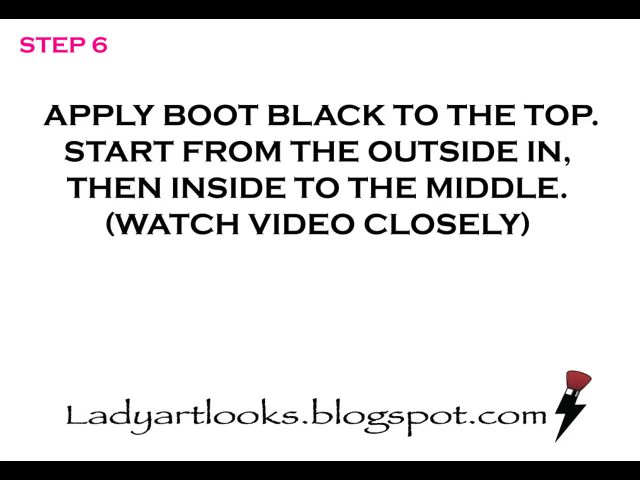 STEP 6
APPLY BOOT BLACK TO THE TOP.
START FROM THE OUTSIDE IN,
THEN INSIDE TO THE MIDDLE.
(WATCH VIDEO CLOSELY)
Ladyartlooks.blogspot.com